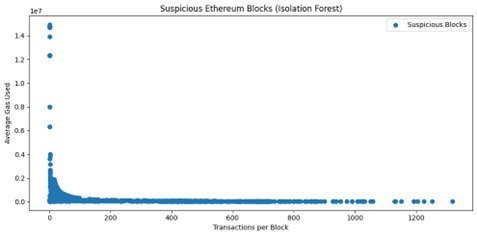 Suspicious Ethereum Blocks (Isolation Forest)
1e7
Suspicious Blocks
1.4
1.2
1.0
0.8
0.6
0.4
0.2
0.0
Average Gas Used
0 200 400 600 800 1000 1200
Transactions per Block